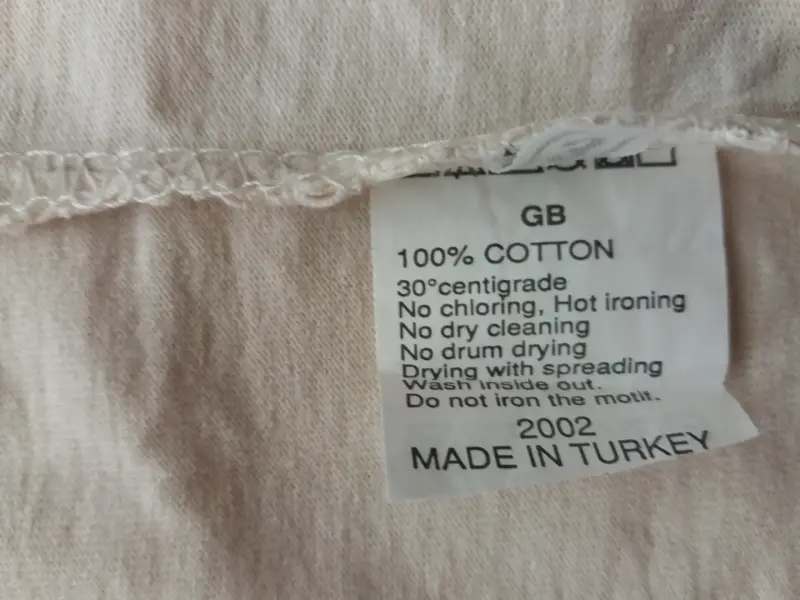 GB
100% COTTON
30°centigrade
No chloring, Hot ironing
No dry cleaning
No drum drying
Drying with spreading
Wash inside out.
Do not iron the motif.
2002
MADE IN TURKEY